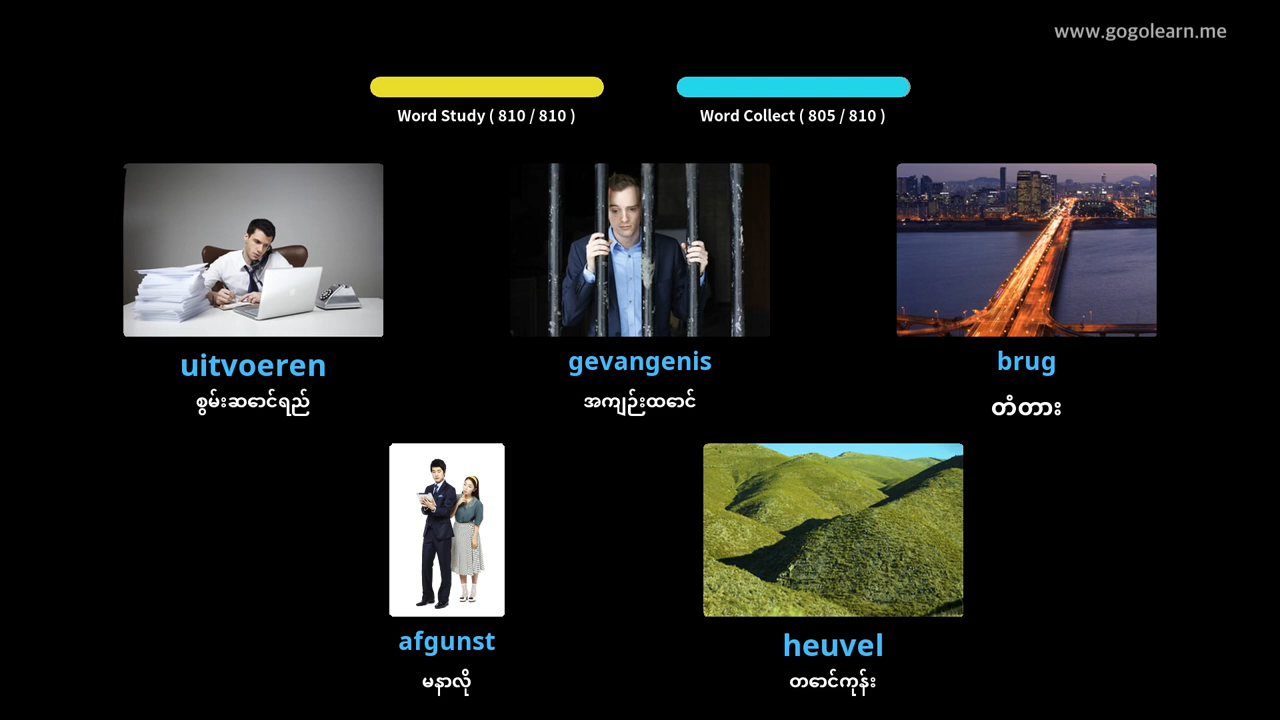 www.gogolearn.me
Word Study ( 810 / 810 )
Word Collect ( 805 / 810 )
uitvoeren
စွမ်းဆောင်ရည်
gevangenis
အကျဉ်းထောင်
brug
တံတား
afgunst
မနာလို
heuvel
တောင်ကုန်း